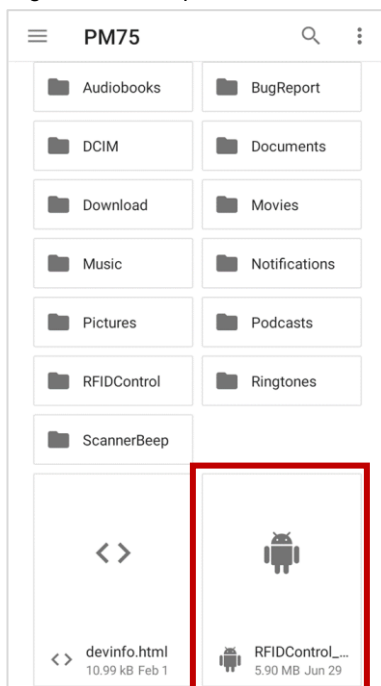 PM75
Audiobooks
BugReport
DCIM
Documents
Download
Movies
Music
Notifications
Pictures
Podcasts
RFIDControl
Ringtones
ScannerBeep
devinfo.html
10.99 kB Feb 1
RFIDControl_...
5.90 MB Jun 29